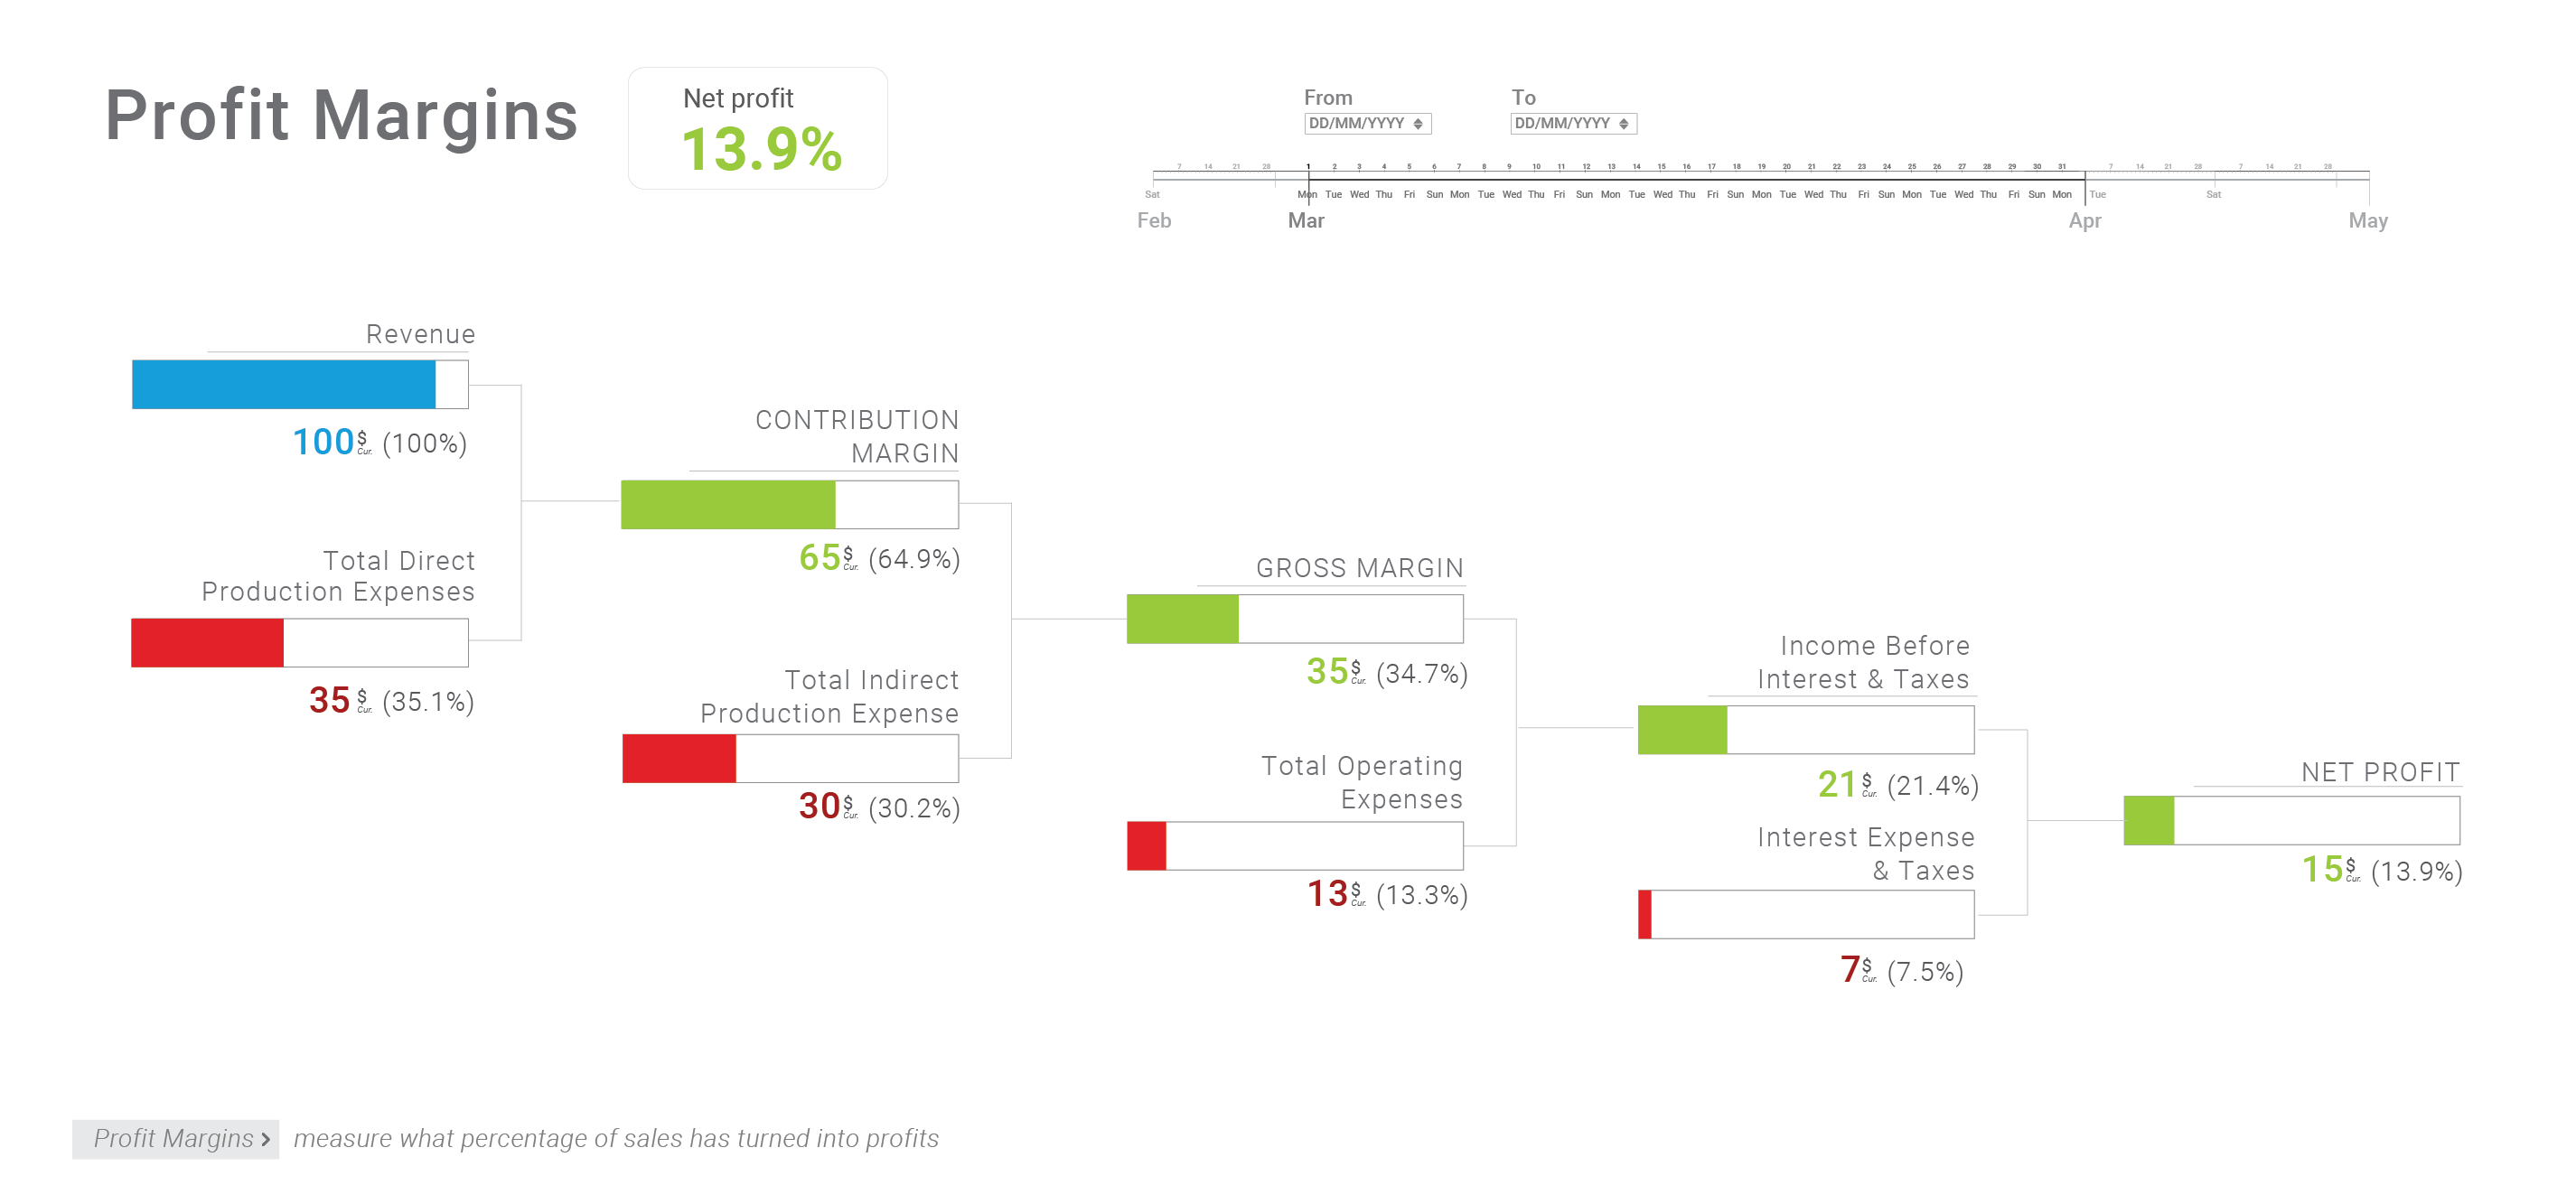 Profit Margins
Net profit
13.9%
From
To
DD/MM/YYYY
DD/MM/YYYY
7 14 21 28 1 2 3 4 5 6 7 8 9 10 11 12 13 14 15 16 17 18 19 20 21 22 23 24 25 26 27 28 29 30 31 7 14 21 28 7 14 21 28
Sat Mon Tue Wed Thu Fri Sun Mon Tue Wed Thu Fri Sun Mon Tue Wed Thu Fri Sun Mon Tue Wed Thu Fri Sun Mon Tue Wed Thu Fri Sun Mon Tue Sat
Feb Mar Apr May
Revenue
100 $ Cur. (100%)
Total Direct
Production Expenses
35 $ Cur. (35.1%)
CONTRIBUTION
MARGIN
65 $ Cur. (64.9%)
Total Indirect
Production Expense
30 $ Cur. (30.2%)
GROSS MARGIN
35 $ Cur. (34.7%)
Total Operating
Expenses
13 $ Cur. (13.3%)
Income Before
Interest & Taxes
21 $ Cur. (21.4%)
Interest Expense
& Taxes
7 $ Cur. (7.5%)
NET PROFIT
15 $ Cur. (13.9%)
Profit Margins > measure what percentage of sales has turned into profits